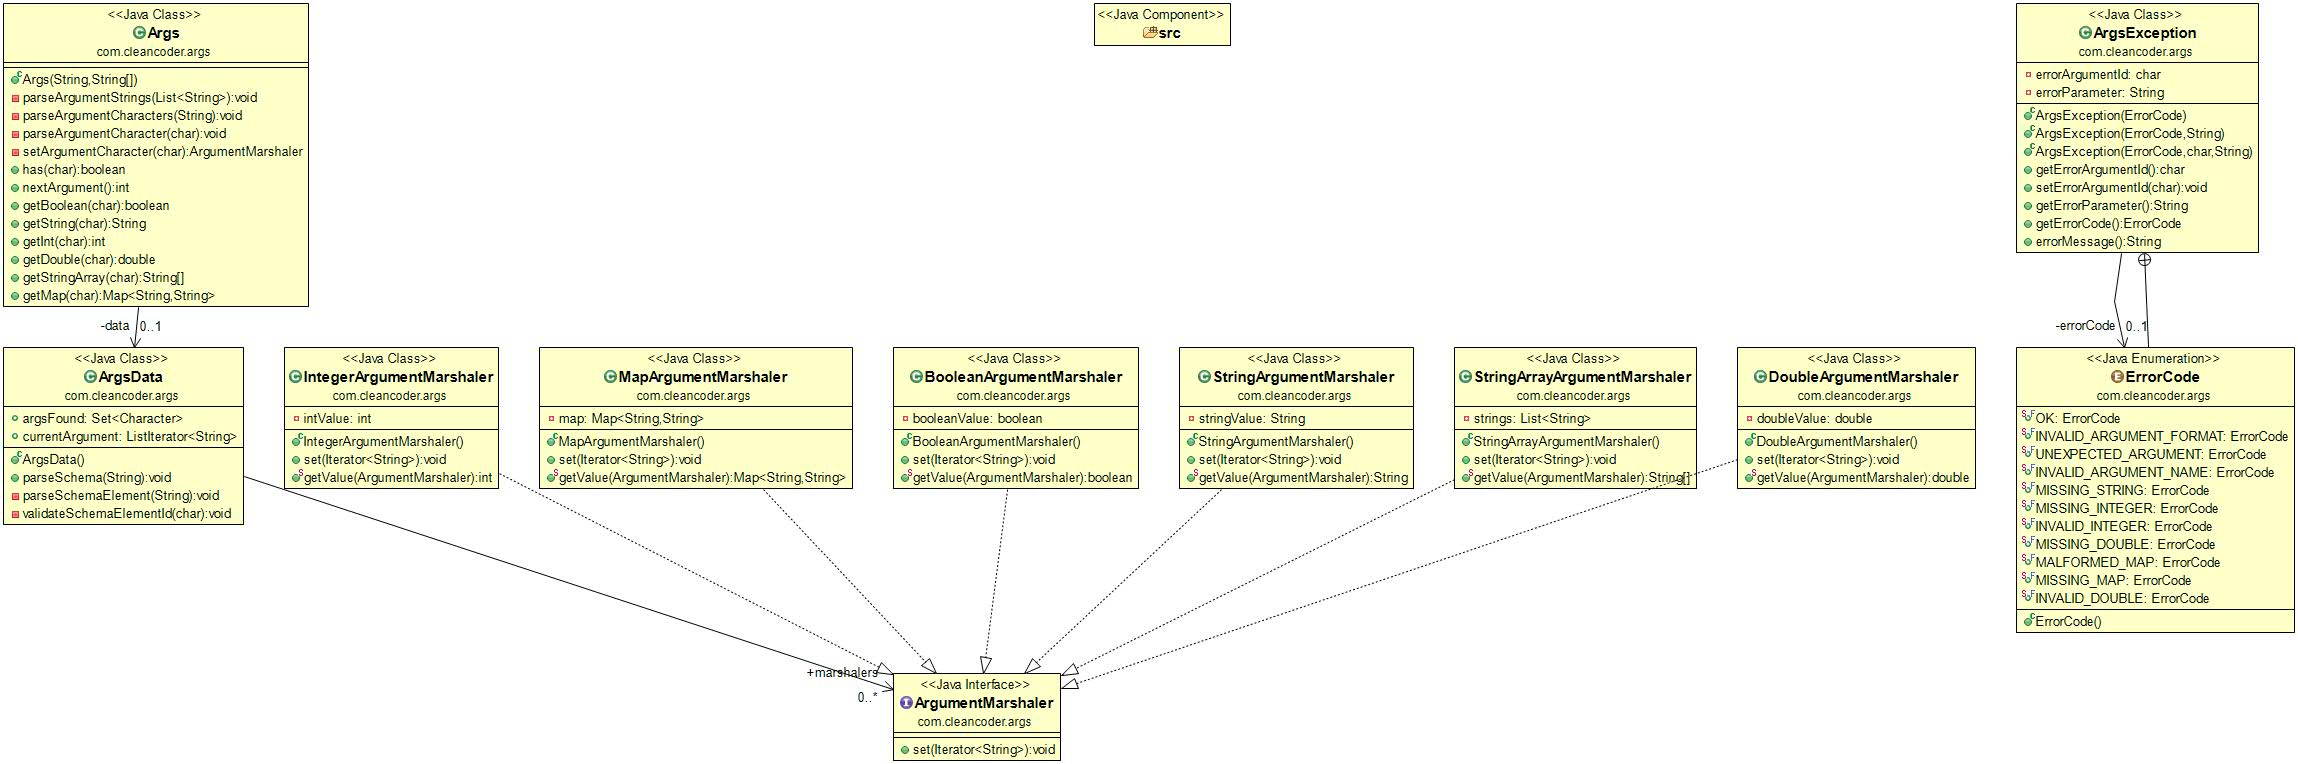 <<Java Class>>
Args
com.cleancoder.args
Args(String,String[])
parseArgumentStrings(List<String>):void
parseArgumentCharacters(String):void
parseArgumentCharacter(char):void
setArgumentCharacter(char):ArgumentMarshaler
has(char):boolean
nextArgument():int
getBoolean(char):boolean
getString(char):String
getInt(char):int
getDouble(char):double
getStringArray(char):String[]
getMap(char):Map<String,String>
<<Java Component>>
src
<<Java Class>>
ArgsException
com.cleancoder.args
errorArgumentId: char
errorParameter: String
ArgsException(ErrorCode)
ArgsException(ErrorCode,String)
ArgsException(ErrorCode,char,String)
getErrorArgumentId():char
setErrorArgumentId(char):void
getErrorParameter():String
getErrorCode():ErrorCode
errorMessage():String
-data 0..1
-errorCode 0..1
<<Java Class>>
ArgsData
com.cleancoder.args
argsFound: Set<Character>
currentArgument: ListIterator<String>
ArgsData()
parseSchema(String):void
parseSchemaElement(String):void
validateSchemaElementId(char):void
<<Java Class>>
IntegerArgumentMarshaler
com.cleancoder.args
intValue: int
IntegerArgumentMarshaler()
set(Iterator<String>):void
getValue(ArgumentMarshaler):int
<<Java Class>>
MapArgumentMarshaler
com.cleancoder.args
map: Map<String,String>
MapArgumentMarshaler()
set(Iterator<String>):void
getValue(ArgumentMarshaler):Map<String,String>
<<Java Class>>
BooleanArgumentMarshaler
com.cleancoder.args
booleanValue: boolean
BooleanArgumentMarshaler()
set(Iterator<String>):void
getValue(ArgumentMarshaler):boolean
<<Java Class>>
StringArgumentMarshaler
com.cleancoder.args
stringValue: String
StringArgumentMarshaler()
set(Iterator<String>):void
getValue(ArgumentMarshaler):String
<<Java Class>>
StringArrayArgumentMarshaler
com.cleancoder.args
strings: List<String>
StringArrayArgumentMarshaler()
set(Iterator<String>):void
getValue(ArgumentMarshaler):String[]
<<Java Class>>
DoubleArgumentMarshaler
com.cleancoder.args
doubleValue: double
DoubleArgumentMarshaler()
set(Iterator<String>):void
getValue(ArgumentMarshaler):double
<<Java Enumeration>>
ErrorCode
com.cleancoder.args
OK: ErrorCode
INVALID_ARGUMENT_FORMAT: ErrorCode
UNEXPECTED_ARGUMENT: ErrorCode
INVALID_ARGUMENT_NAME: ErrorCode
MISSING_STRING: ErrorCode
MISSING_INTEGER: ErrorCode
INVALID_INTEGER: ErrorCode
MISSING_DOUBLE: ErrorCode
MALFORMED_MAP: ErrorCode
MISSING_MAP: ErrorCode
INVALID_DOUBLE: ErrorCode
ErrorCode()
+marshalers
0..*
<<Java Interface>>
ArgumentMarshaler
com.cleancoder.args
set(Iterator<String>):void